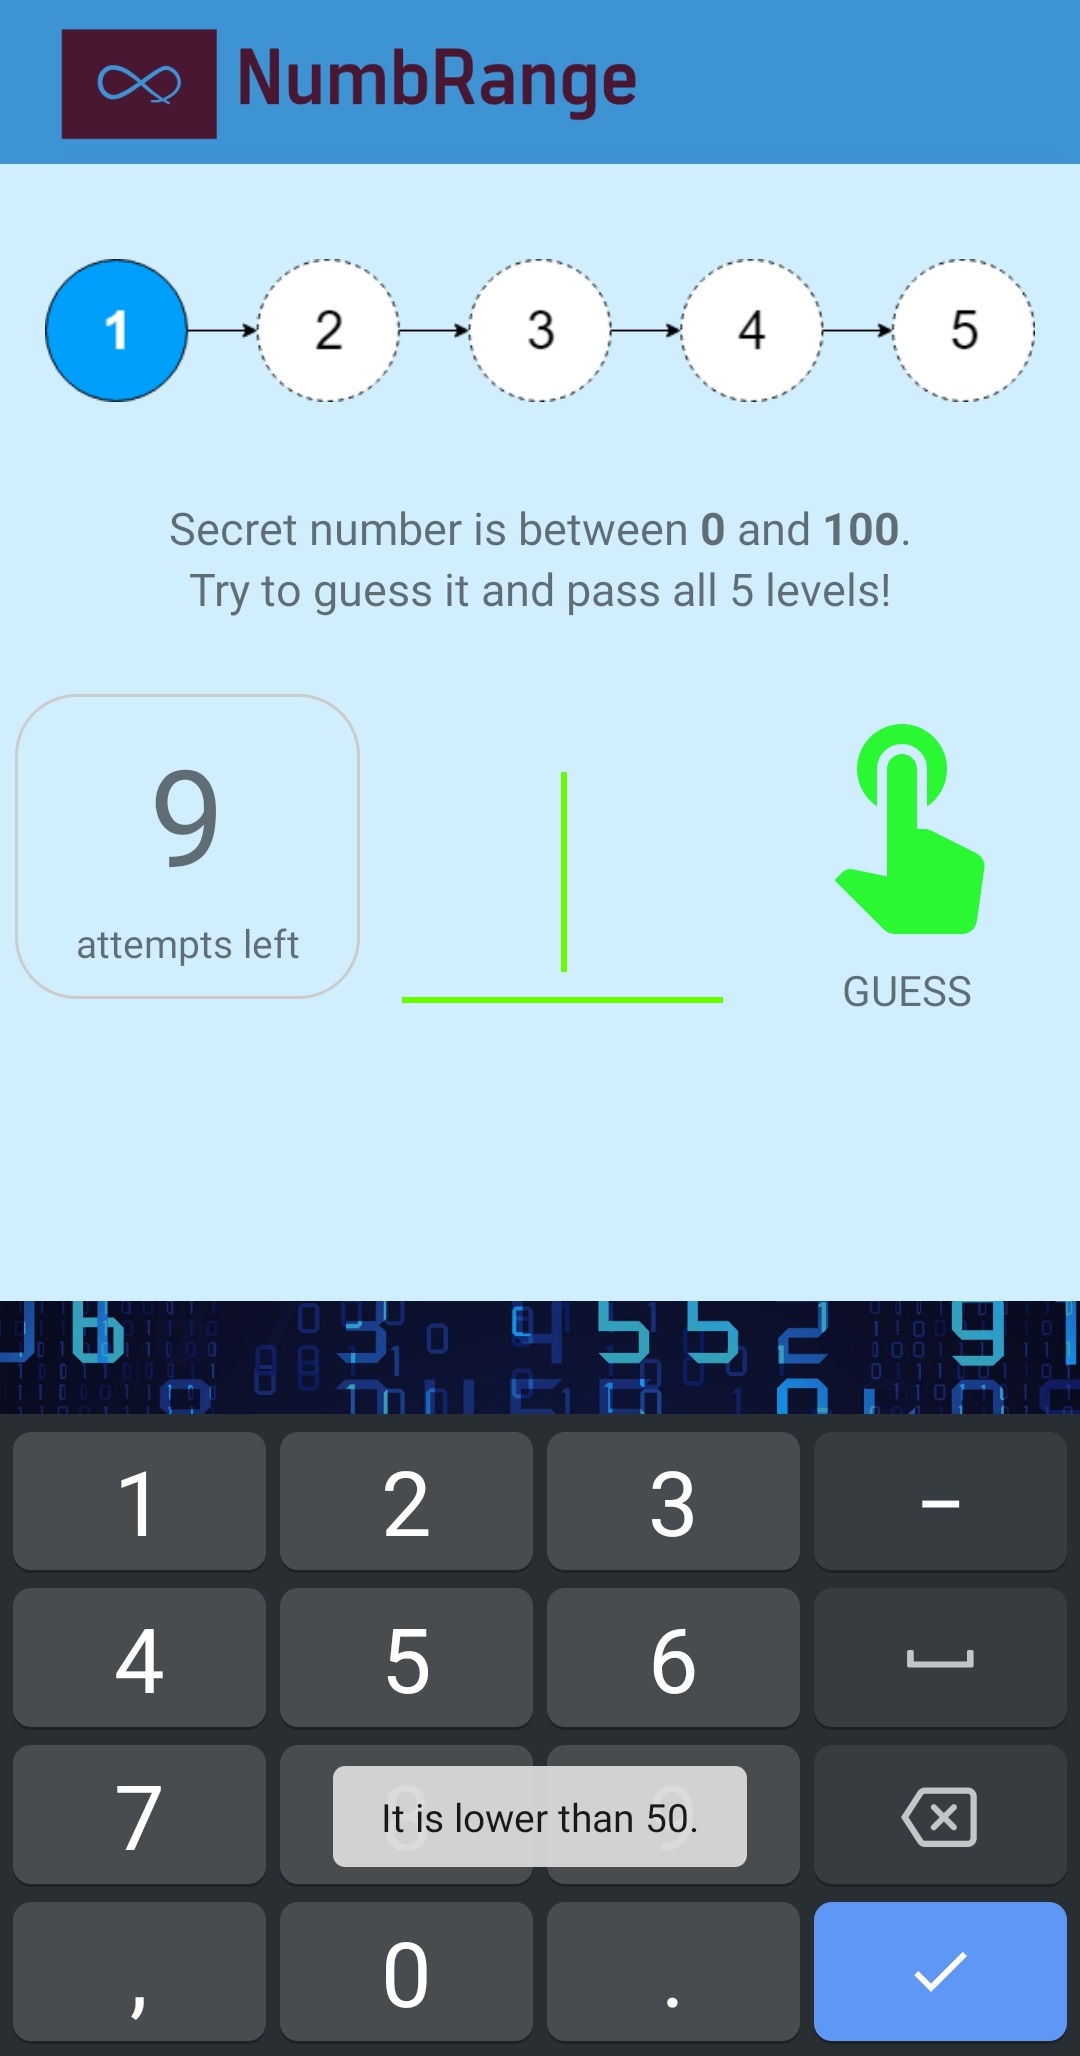 NumbRange
1 2 3 4 5
Secret number is between 0 and 100.
Try to guess it and pass all 5 levels!
9
attempts left
GUESS
1 2 3 –
4 5 6
7 8 9
It is lower than 50.
, 0 .